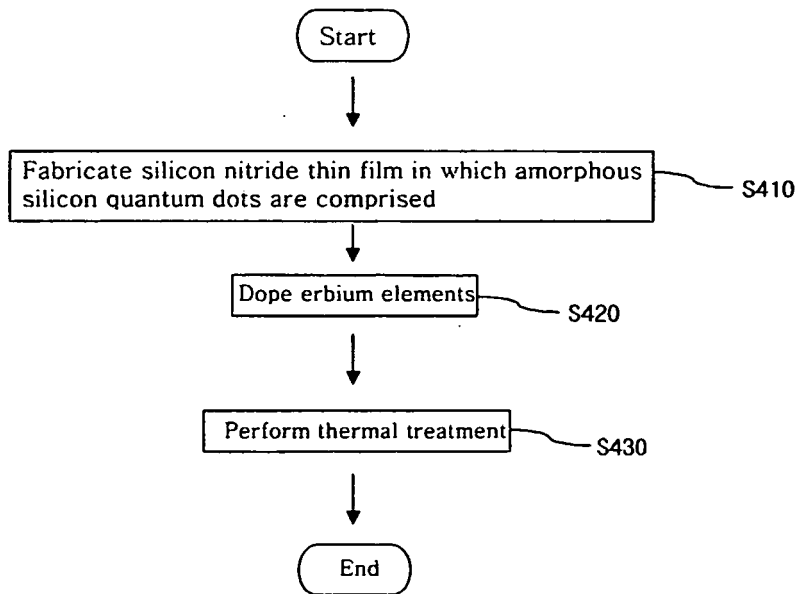 Start
Fabricate silicon nitride thin film in which amorphous
silicon quantum dots are comprised
S410
Dope erbium elements
S420
Perform thermal treatment
S430
End